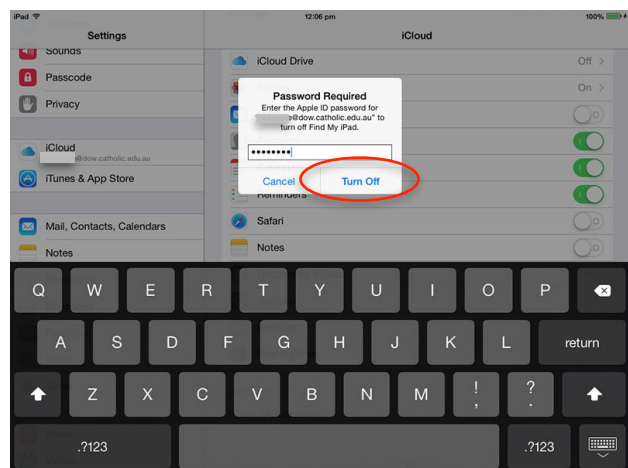 iPad
12:06 pm
100%
Settings
iCloud
Sounds
Passcode
Privacy
iCloud
@dow.catholic.edu.au
iTunes & App Store
Mail, Contacts, Calendars
Notes
iCloud Drive
Off >
On >
Password Required
Enter the Apple ID password for
e@dow.catholic.edu.au" to
turn off Find My iPad.
••••••••
Cancel
Turn Off
Reminders
Safari
Notes
Q W E R T Y U I O P
A S D F G H J K L return
Z X C V B N M ! ?
, .
.?123
.?123